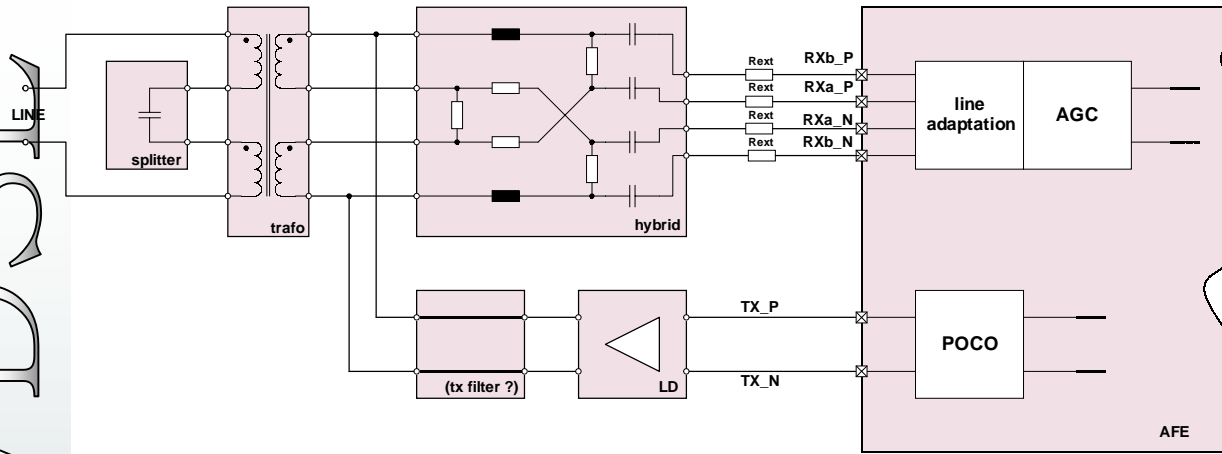 LINE
splitter
trafo
hybrid
Rext
Rext
Rext
Rext
RXb_P
RXa_P
RXa_N
RXb_N
line
adaptation
AGC
(tx filter ?)
LD
TX_P
TX_N
POCO
AFE